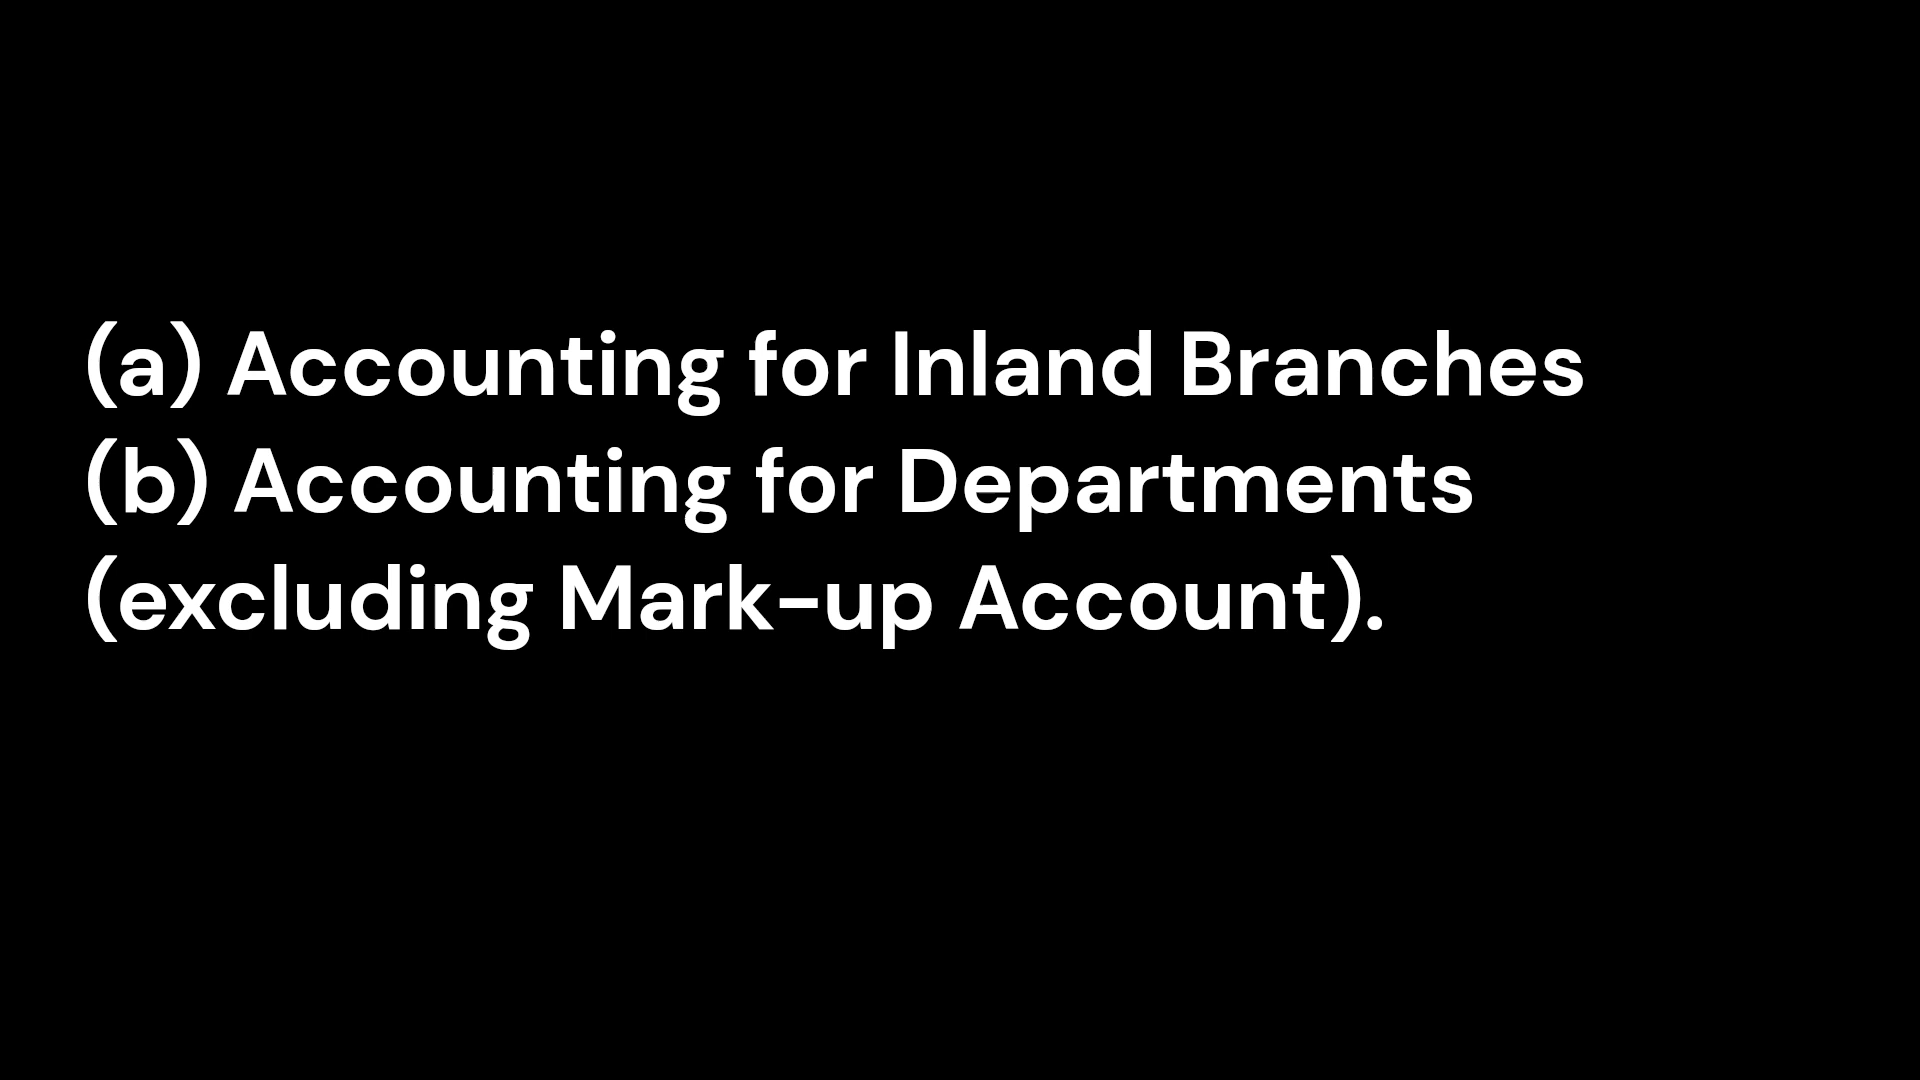 (a) Accounting for Inland Branches
(b) Accounting for Departments
(excluding Mark-up Account).